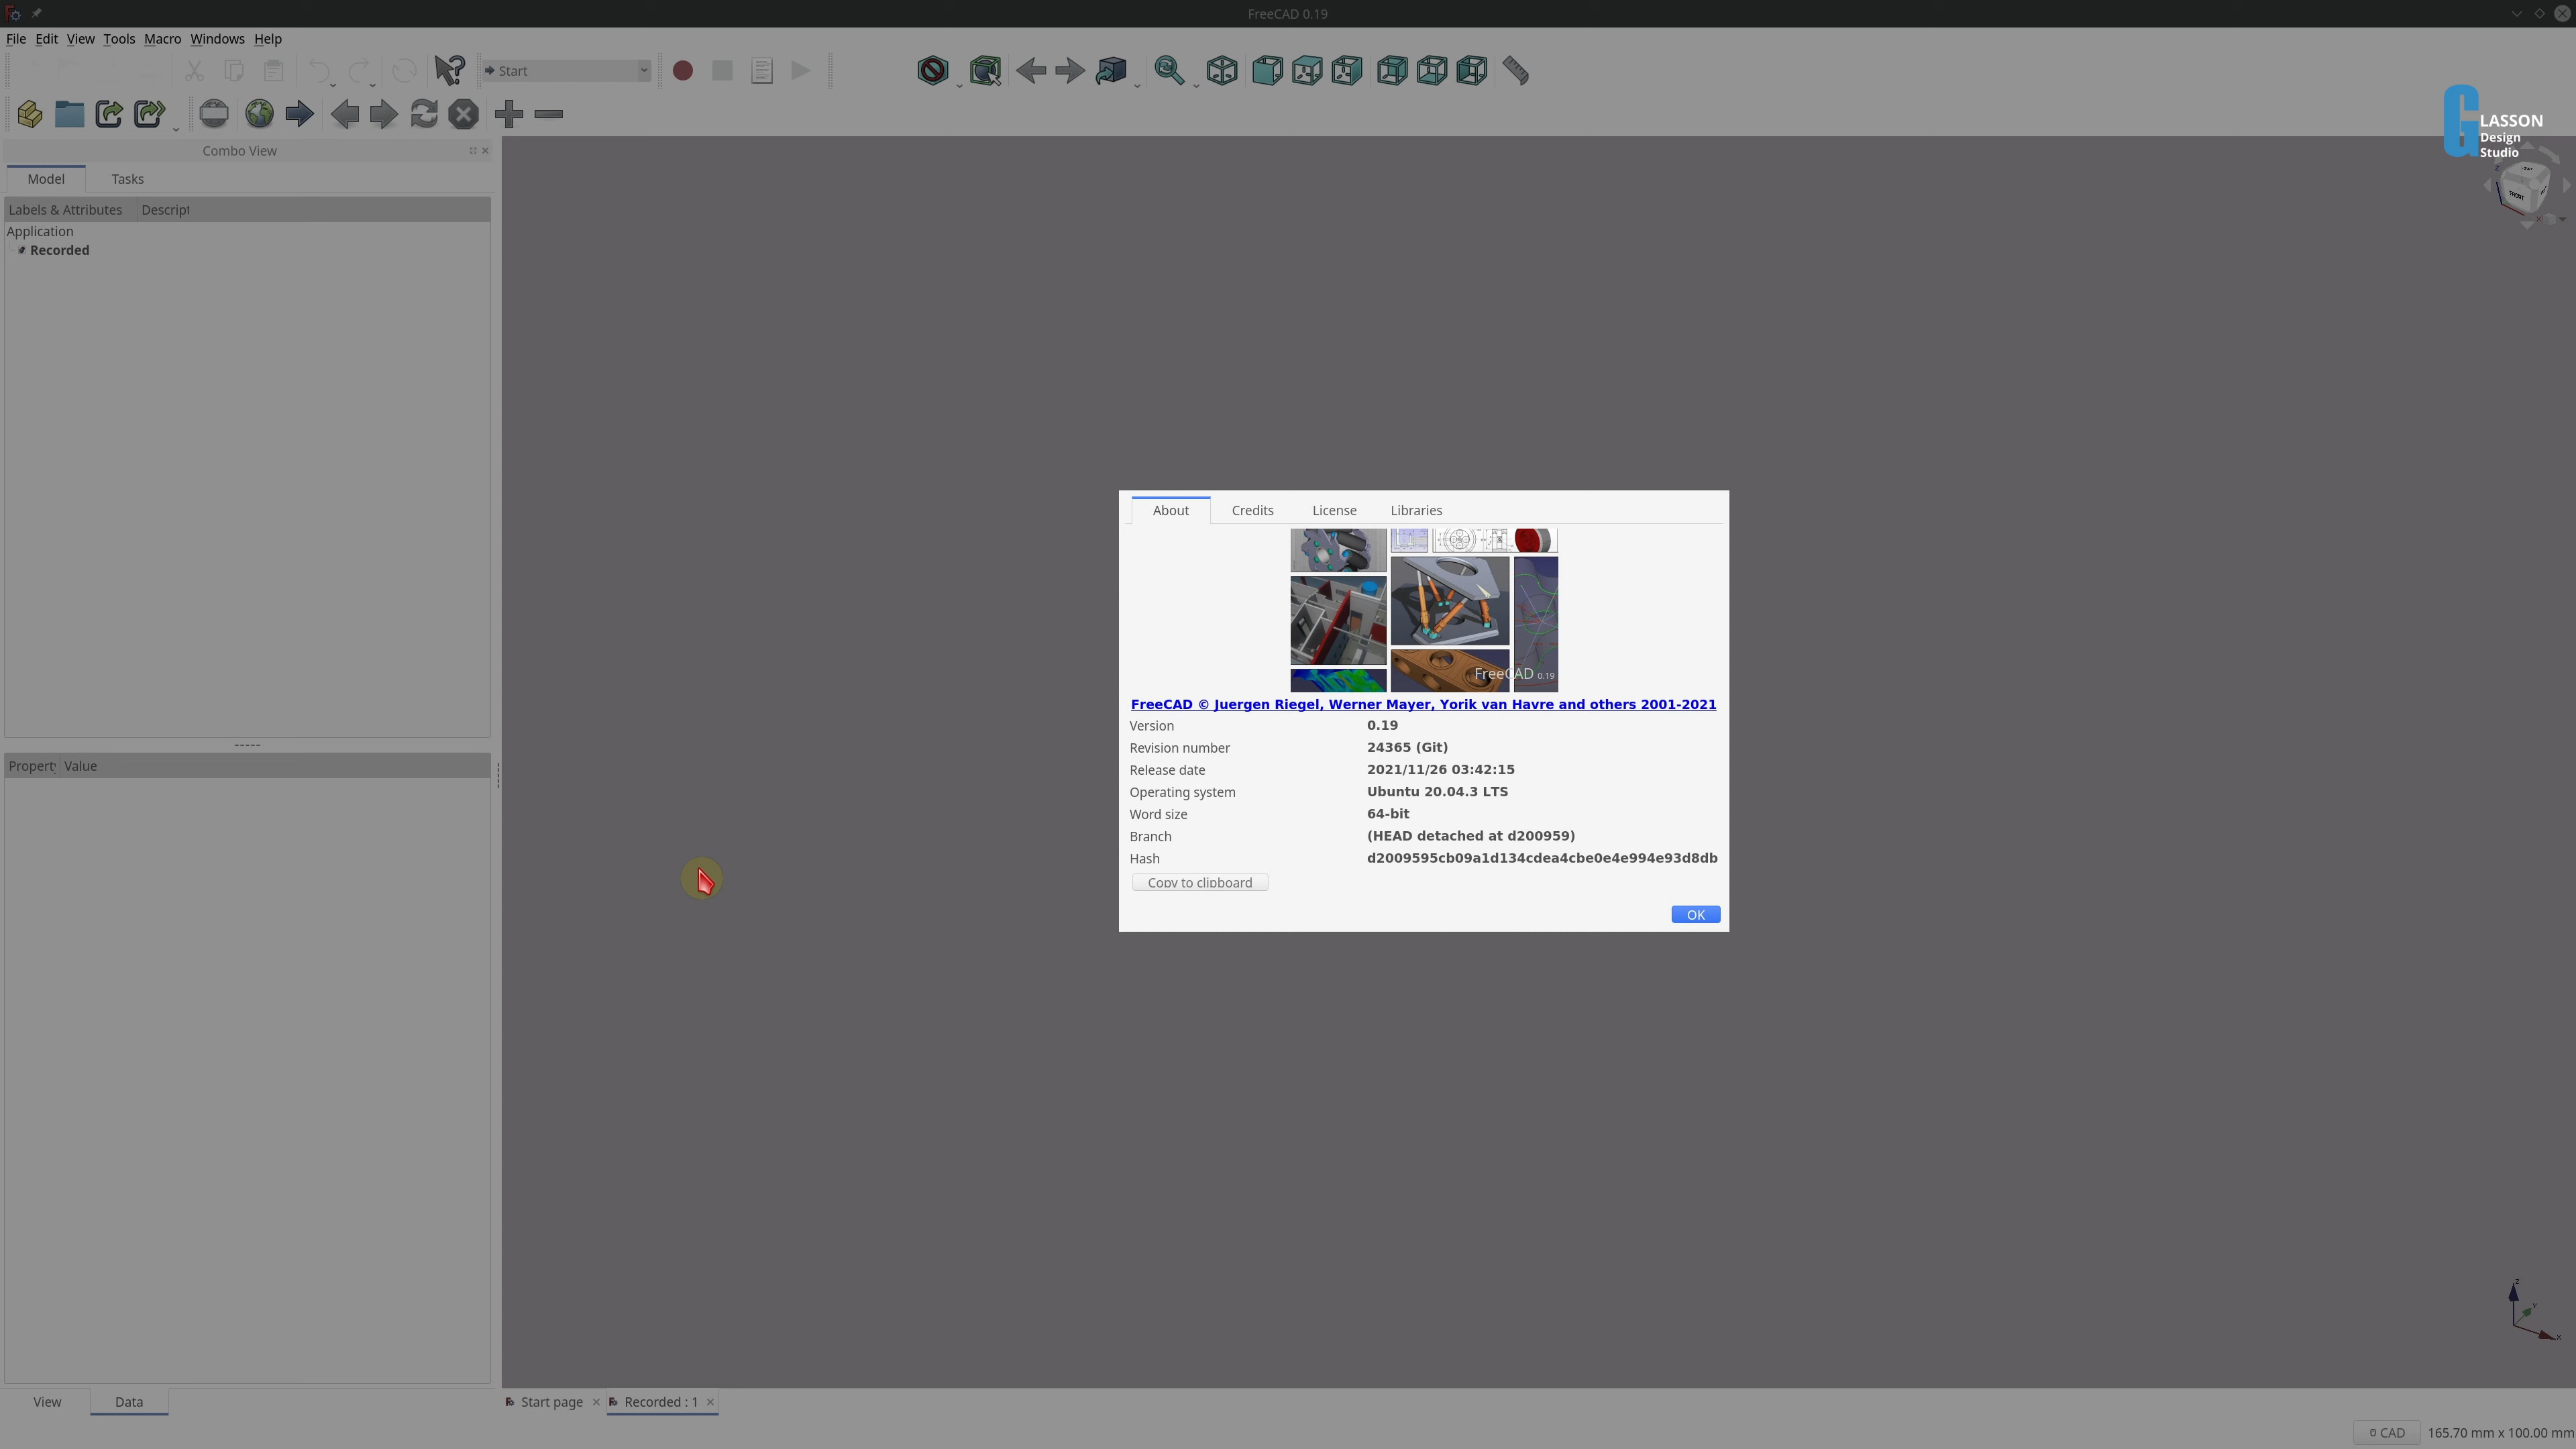 FreeCAD 0.19
File Edit View Tools Macro Windows Help
Start
LASSON
Design
Studio
FRONT
Combo View
Model Tasks
Labels & Attributes Descript
Application
Recorded
About Credits License Libraries
FreeCAD 0.19
FreeCAD © Juergen Riegel, Werner Mayer, Yorik van Havre and others 2001-2021
Version 0.19
Revision number 24365 (Git)
Release date 2021/11/26 03:42:15
Operating system Ubuntu 20.04.3 LTS
Word size 64-bit
Branch (HEAD detached at d200959)
Hash d2009595cb09a1d134cdea4cbe0e4e994e93d8db
Copy to clipboard
OK
Property Value
Z
Y
X
View Data
Start page Recorded : 1
CAD 165.70 mm x 100.00 mm